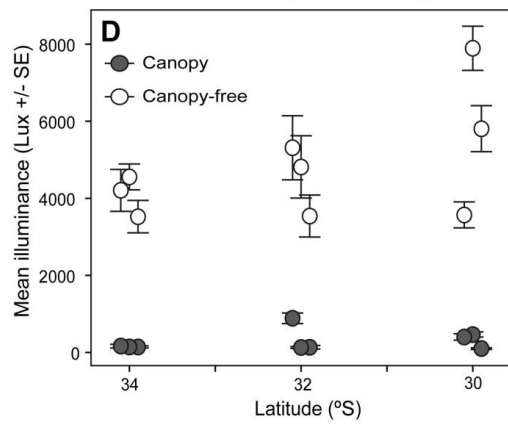 D
Canopy
Canopy-free
Mean illuminance (Lux +/- SE)
8000
6000
4000
2000
0
34
32
30
Latitude (ºS)